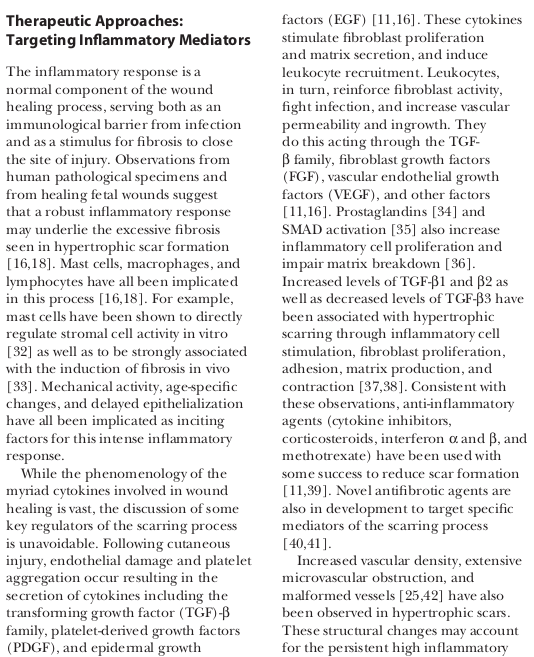 Therapeutic Approaches:
Targeting Inflammatory Mediators
The inflammatory response is a
normal component of the wound
healing process, serving both as an
immunological barrier from infection
and as a stimulus for fibrosis to close
the site of injury. Observations from
human pathological specimens and
from healing fetal wounds suggest
that a robust inflammatory response
may underlie the excessive fibrosis
seen in hypertrophic scar formation
[16,18]. Mast cells, macrophages, and
lymphocytes have all been implicated
in this process [16,18]. For example,
mast cells have been shown to directly
regulate stromal cell activity in vitro
[32] as well as to be strongly associated
with the induction of fibrosis in vivo
[33]. Mechanical activity, age-specific
changes, and delayed epithelialization
have all been implicated as inciting
factors for this intense inflammatory
response.
While the phenomenology of the
myriad cytokines involved in wound
healing is vast, the discussion of some
key regulators of the scarring process
is unavoidable. Following cutaneous
injury, endothelial damage and platelet
aggregation occur resulting in the
secretion of cytokines including the
transforming growth factor (TGF)-β
family, platelet-derived growth factors
(PDGF), and epidermal growth
factors (EGF) [11,16]. These cytokines
stimulate fibroblast proliferation
and matrix secretion, and induce
leukocyte recruitment. Leukocytes,
in turn, reinforce fibroblast activity,
fight infection, and increase vascular
permeability and ingrowth. They
do this acting through the TGF-
β family, fibroblast growth factors
(FGF), vascular endothelial growth
factors (VEGF), and other factors
[11,16]. Prostaglandins [34] and
SMAD activation [35] also increase
inflammatory cell proliferation and
impair matrix breakdown [36].
Increased levels of TGF-β1 and β2 as
well as decreased levels of TGF-β3 have
been associated with hypertrophic
scarring through inflammatory cell
stimulation, fibroblast proliferation,
adhesion, matrix production, and
contraction [37,38]. Consistent with
these observations, anti-inflammatory
agents (cytokine inhibitors,
corticosteroids, interferon α and β, and
methotrexate) have been used with
some success to reduce scar formation
[11,39]. Novel antifibrotic agents are
also in development to target specific
mediators of the scarring process
[40,41].
Increased vascular density, extensive
microvascular obstruction, and
malformed vessels [25,42] have also
been observed in hypertrophic scars.
These structural changes may account
for the persistent high inflammatory